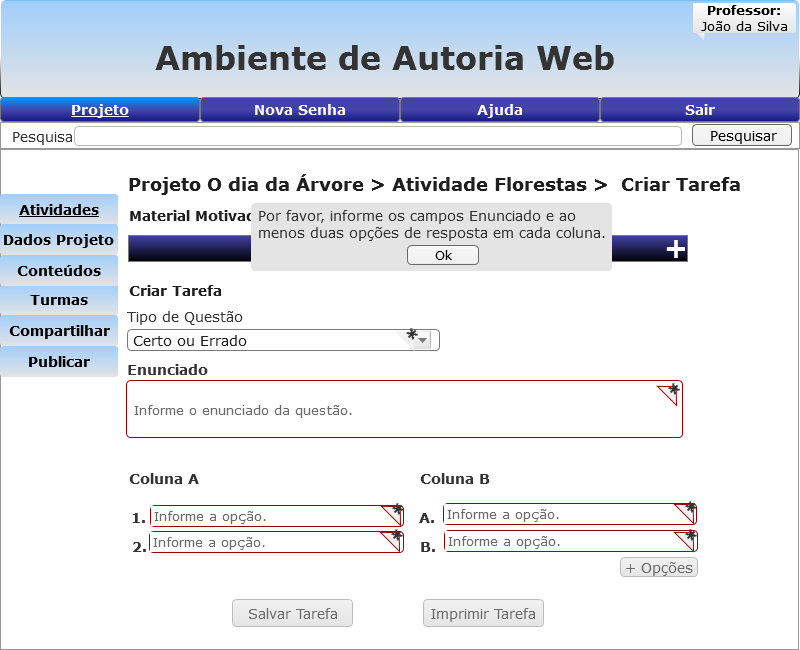 Professor:
João da Silva
Ambiente de Autoria Web
Projeto
Nova Senha
Ajuda
Sair
Pesquisa
Pesquisar
Projeto O dia da Árvore > Atividade Florestas > Criar Tarefa
Atividades
Dados Projeto
Conteúdos
Turmas
Compartilhar
Publicar
Material
Por favor, informe os campos Enunciado e ao
menos duas opções de resposta em cada coluna.
Ok
+
Criar Tarefa
Tipo de Questão
Certo ou Errado *
Enunciado
Informe o enunciado da questão. *
Coluna A
Coluna B
1. Informe a opção. *
A. Informe a opção. *
2. Informe a opção. *
B. Informe a opção. *
+ Opções
Salvar Tarefa
Imprimir Tarefa